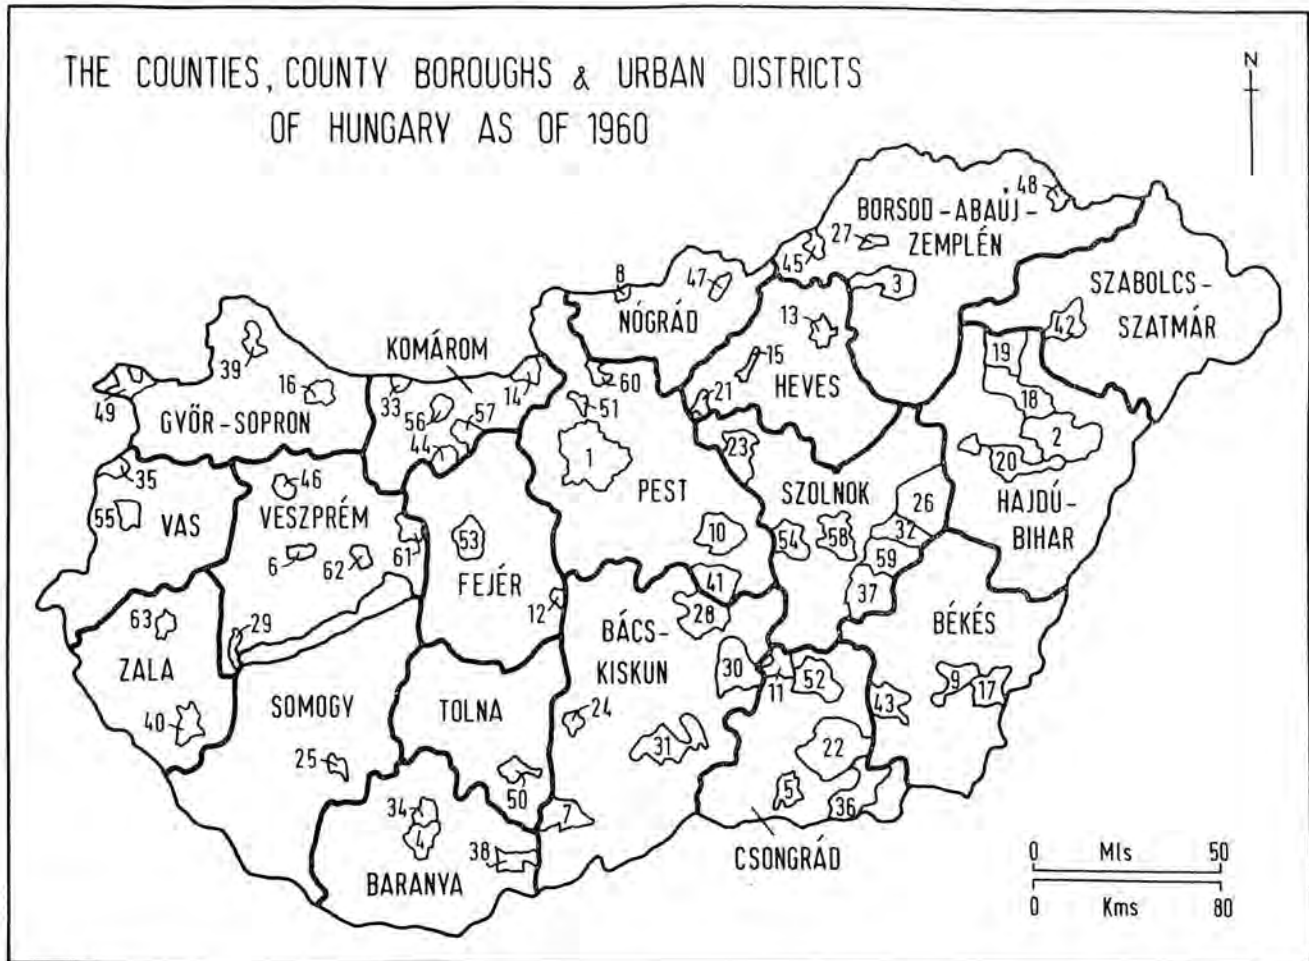 THE COUNTIES, COUNTY BOROUGHS & URBAN DISTRICTS
OF HUNGARY AS OF 1960
N
48
BORSOD-ABAÚJ-
ZEMPLÉN
27
45
3
8
47
NÓGRÁD
SZABOLCS-
SZATMÁR
42
13
15
HEVES
19
KOMÁROM
39
16
14
60
21
18
49
33
56
57
51
2
GYŐR-SOPRON
44
23
20
35
46
1
PEST
SZOLNOK
26
HAJDÚ-
BIHAR
55
VAS
VESZPRÉM
61
53
10
54
58
32
6
62
FEJÉR
41
59
37
63
29
12
28
BÁCS-
KISKUN
BÉKÉS
ZALA
30
11
52
9
17
SOMOGY
TOLNA
43
40
24
31
22
25
50
5
36
34
4
7
38
BARANYA
CSONGRÁD
0 Mls 50
0 Kms 80